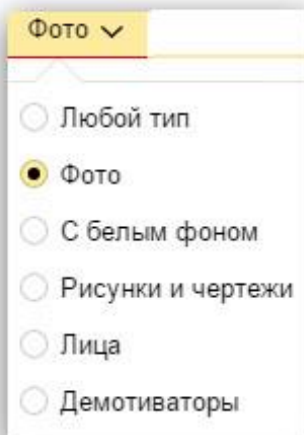 Фото
Любой тип
Фото
С белым фоном
Рисунки и чертежи
Лица
Демотиваторы